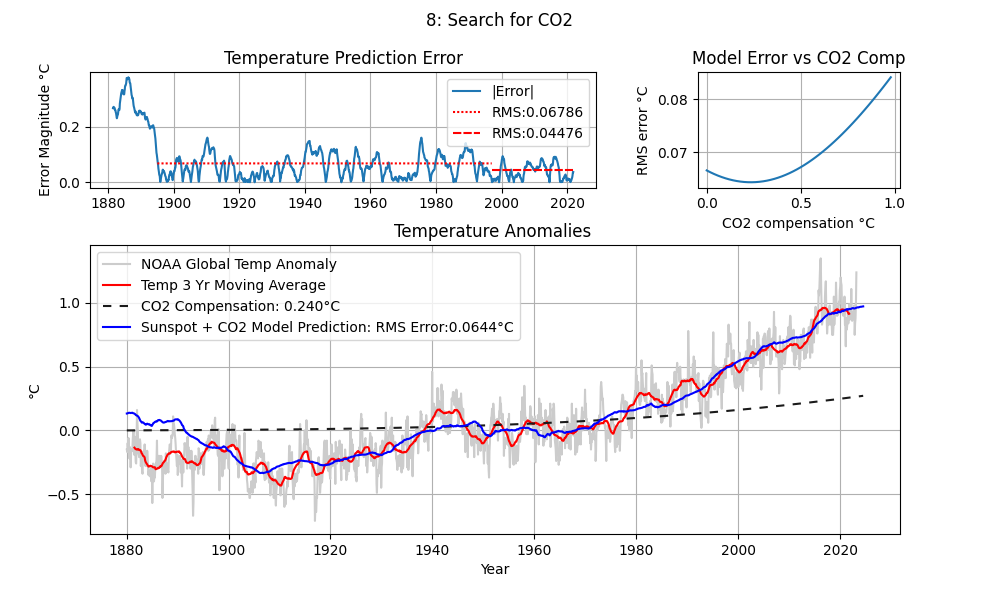 8: Search for CO2
Temperature Prediction Error
Error Magnitude °C
0.2
0.0
1880 1900 1920 1940 1960 1980 2000 2020
|Error|
RMS:0.06786
RMS:0.04476
Model Error vs CO2 Comp
RMS error °C
0.08
0.07
0.0 0.5 1.0
CO2 compensation °C
Temperature Anomalies
NOAA Global Temp Anomaly
Temp 3 Yr Moving Average
CO2 Compensation: 0.240°C
Sunspot + CO2 Model Prediction: RMS Error:0.0644°C
°C
1.0
0.5
0.0
−0.5
1880 1900 1920 1940 1960 1980 2000 2020
Year